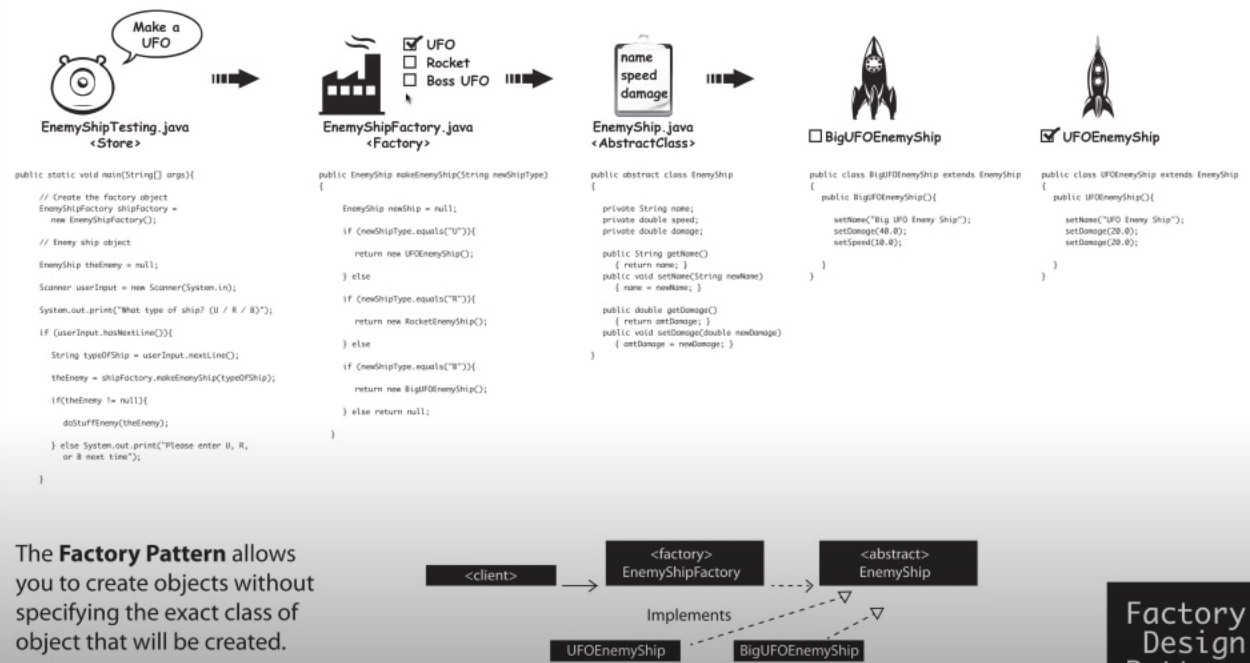 Make a
UFO
EnemyShipTesting.java
<Store>
public static void main(String[] args){
// Create the factory object
EnemyShipFactory shipFactory =
new EnemyShipFactory();
// Enemy ship object
EnemyShip theEnemy = null;
Scanner userInput = new Scanner(System.in);
System.out.print("What type of ship? (U / R / B)");
if (userInput.hasNextLine()){
String typeOfShip = userInput.nextLine();
theEnemy = shipFactory.makeEnemyShip(typeOfShip);
if(theEnemy != null){
doStuffEnemy(theEnemy);
} else System.out.print("Please enter U, R,
or B next time");
}
UFO
Rocket
Boss UFO
EnemyShipFactory.java
<Factory>
public EnemyShip makeEnemyShip(String newShipType)
{
EnemyShip newShip = null;
if (newShipType.equals("U")){
return new UFOEnemyShip();
} else
if (newShipType.equals("R")){
return new RocketEnemyShip();
} else
if (newShipType.equals("B")){
return new BigUFOEnemyShip();
} else return null;
}
name
speed
damage
EnemyShip.java
<AbstractClass>
public abstract class EnemyShip
{
private String name;
private double speed;
private double damage;
public String getName()
{ return name; }
public void setName(String newName)
{ name = newName; }
public double getDamage()
{ return amtDamage; }
public void setDamage(double newDamage)
{ amtDamage = newDamage; }
}
BigUFOEnemyShip
public class BigUFOEnemyShip extends EnemyShip
{
public BigUFOEnemyShip(){
setName("Big UFO Enemy Ship");
setDamage(40.0);
setSpeed(10.0);
}
}
UFOEnemyShip
public class UFOEnemyShip extends EnemyShip
{
public UFOEnemyShip(){
setName("UFO Enemy Ship");
setDamage(20.0);
setDamage(20.0);
}
}
The Factory Pattern allows
you to create objects without
specifying the exact class of
object that will be created.
<client>
<factory>
EnemyShipFactory
<abstract>
EnemyShip
Implements
UFOEnemyShip
BigUFOEnemyShip
Factory
Design